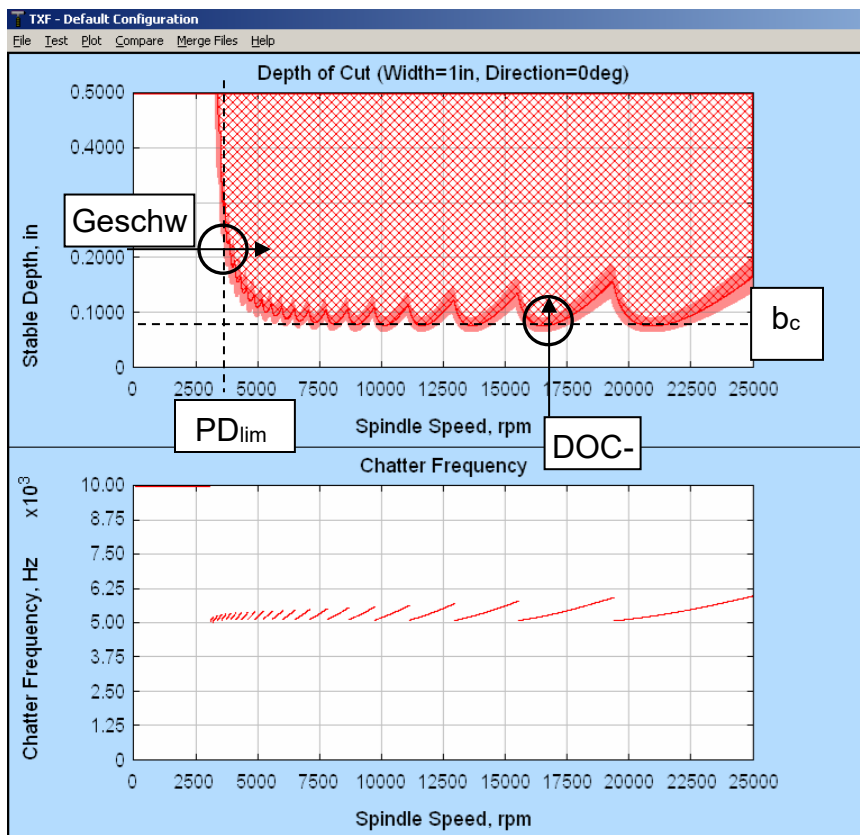 TXF - Default Configuration
File Test Plot Compare Merge Files Help
Depth of Cut (Width=1in, Direction=0deg)
Stable Depth, in
0.5000
0.4000
0.2000
0.1000
0
Geschw
bc
PDlim
DOC-
0 2500 5000 7500 10000 12500 15000 17500 20000 22500 25000
Spindle Speed, rpm
Chatter Frequency
Chatter Frequency, Hz x10³
10.00
8.75
7.50
6.25
5.00
3.75
2.50
1.25
0
0 2500 5000 7500 10000 12500 15000 17500 20000 22500 25000
Spindle Speed, rpm